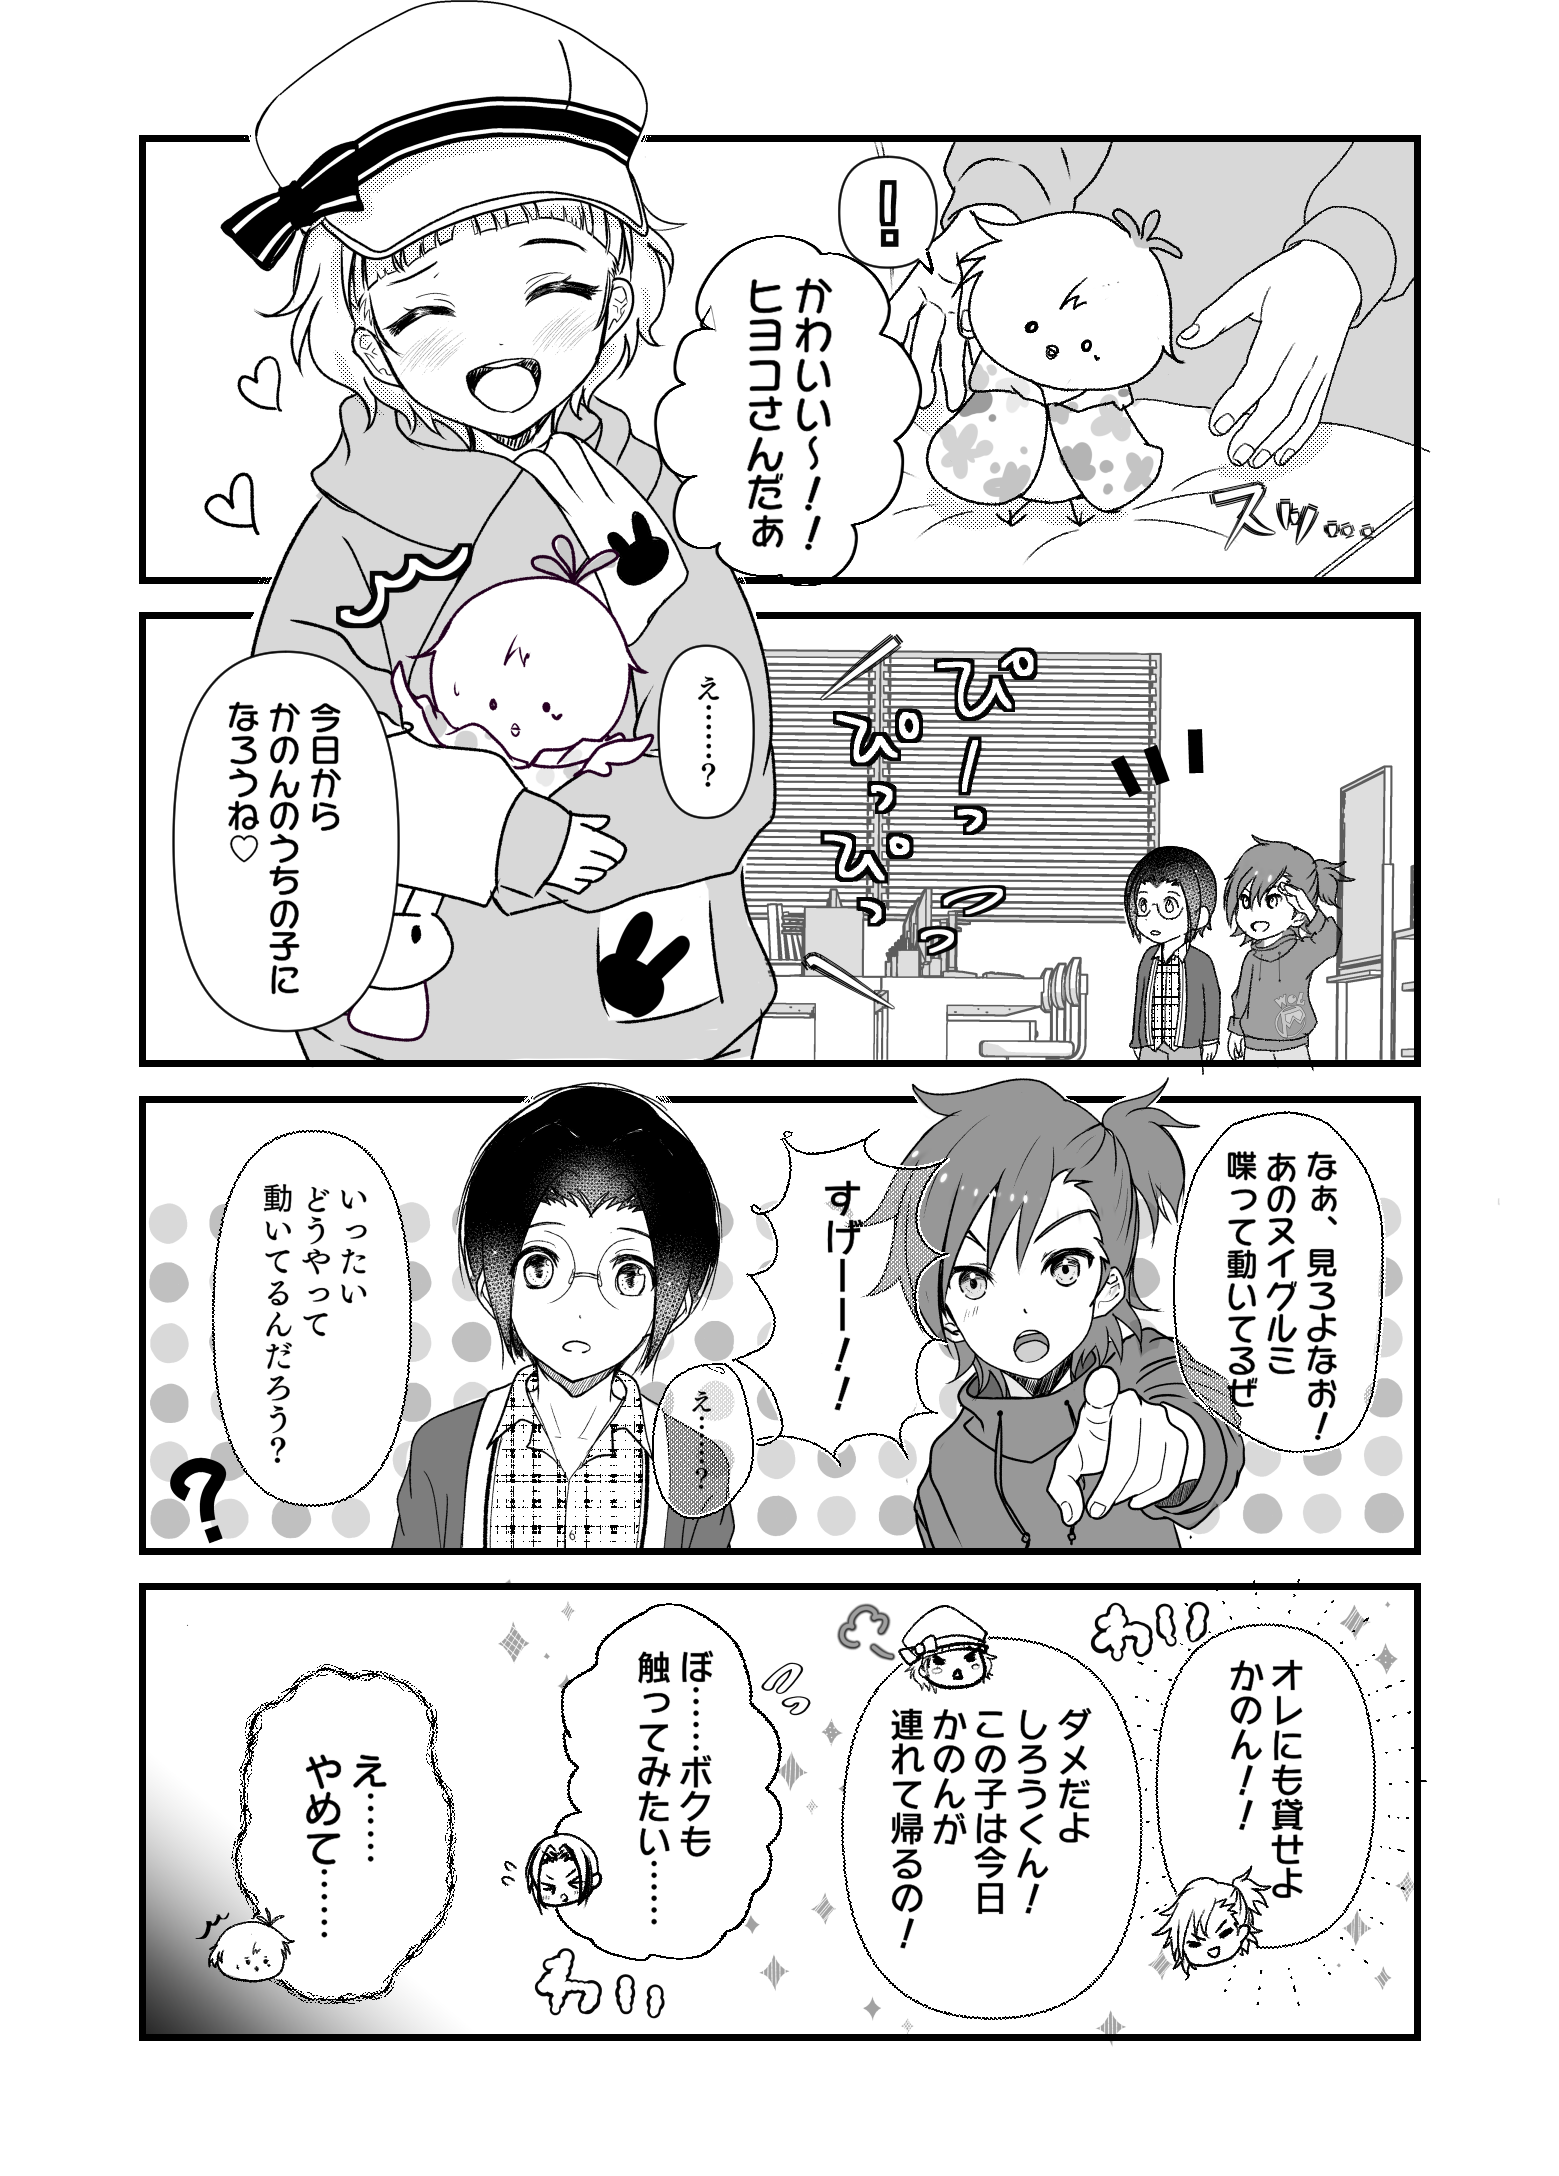 ！
スッ…
かわいい～！！
ヒヨコさんだぁ
え……？
今日から
かのんのうちの子に
なろうね♡
ぴーっ
ぴっ
ぴっ
っっ
なぁ、見ろよなお！
あのヌイグルミ
喋って動いてるぜ
すげーー！！
え……？
いったい
どうやって
動いてるんだろう？
？
6
オレにも貸せよ
かのん！！
わいい
ダメだよ
しろうくん！
この子は今日
かのんが
連れて帰るの！
ぼ……ボクも
触ってみたい……
わいい
え……
やめて……